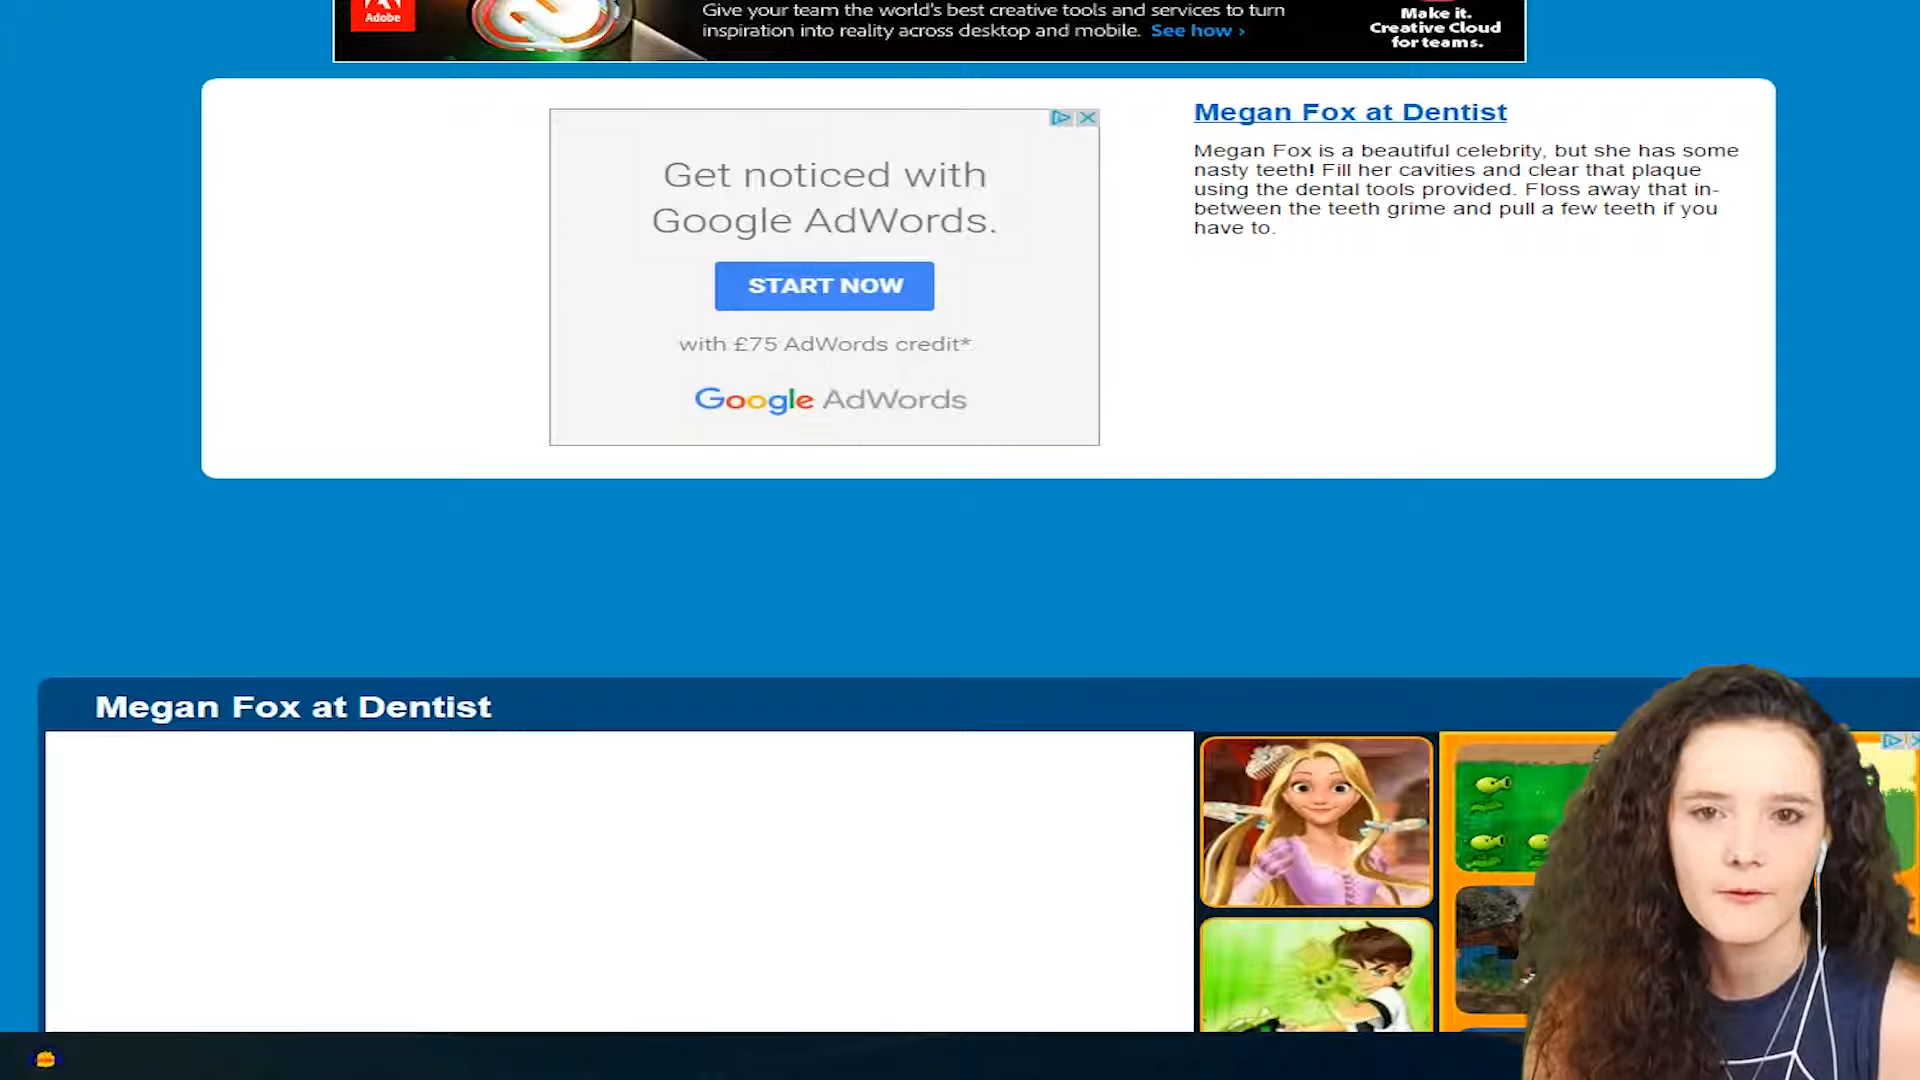 Adobe
Give your team the world's best creative tools and services to turn
inspiration into reality across desktop and mobile. See how ›
Make it.
Creative Cloud
for teams.
Get noticed with
Google AdWords.
START NOW
with £75 AdWords credit*
Google AdWords
Megan Fox at Dentist
Megan Fox is a beautiful celebrity, but she has some
nasty teeth! Fill her cavities and clear that plaque
using the dental tools provided. Floss away that in-
between the teeth grime and pull a few teeth if you
have to.
Megan Fox at Dentist